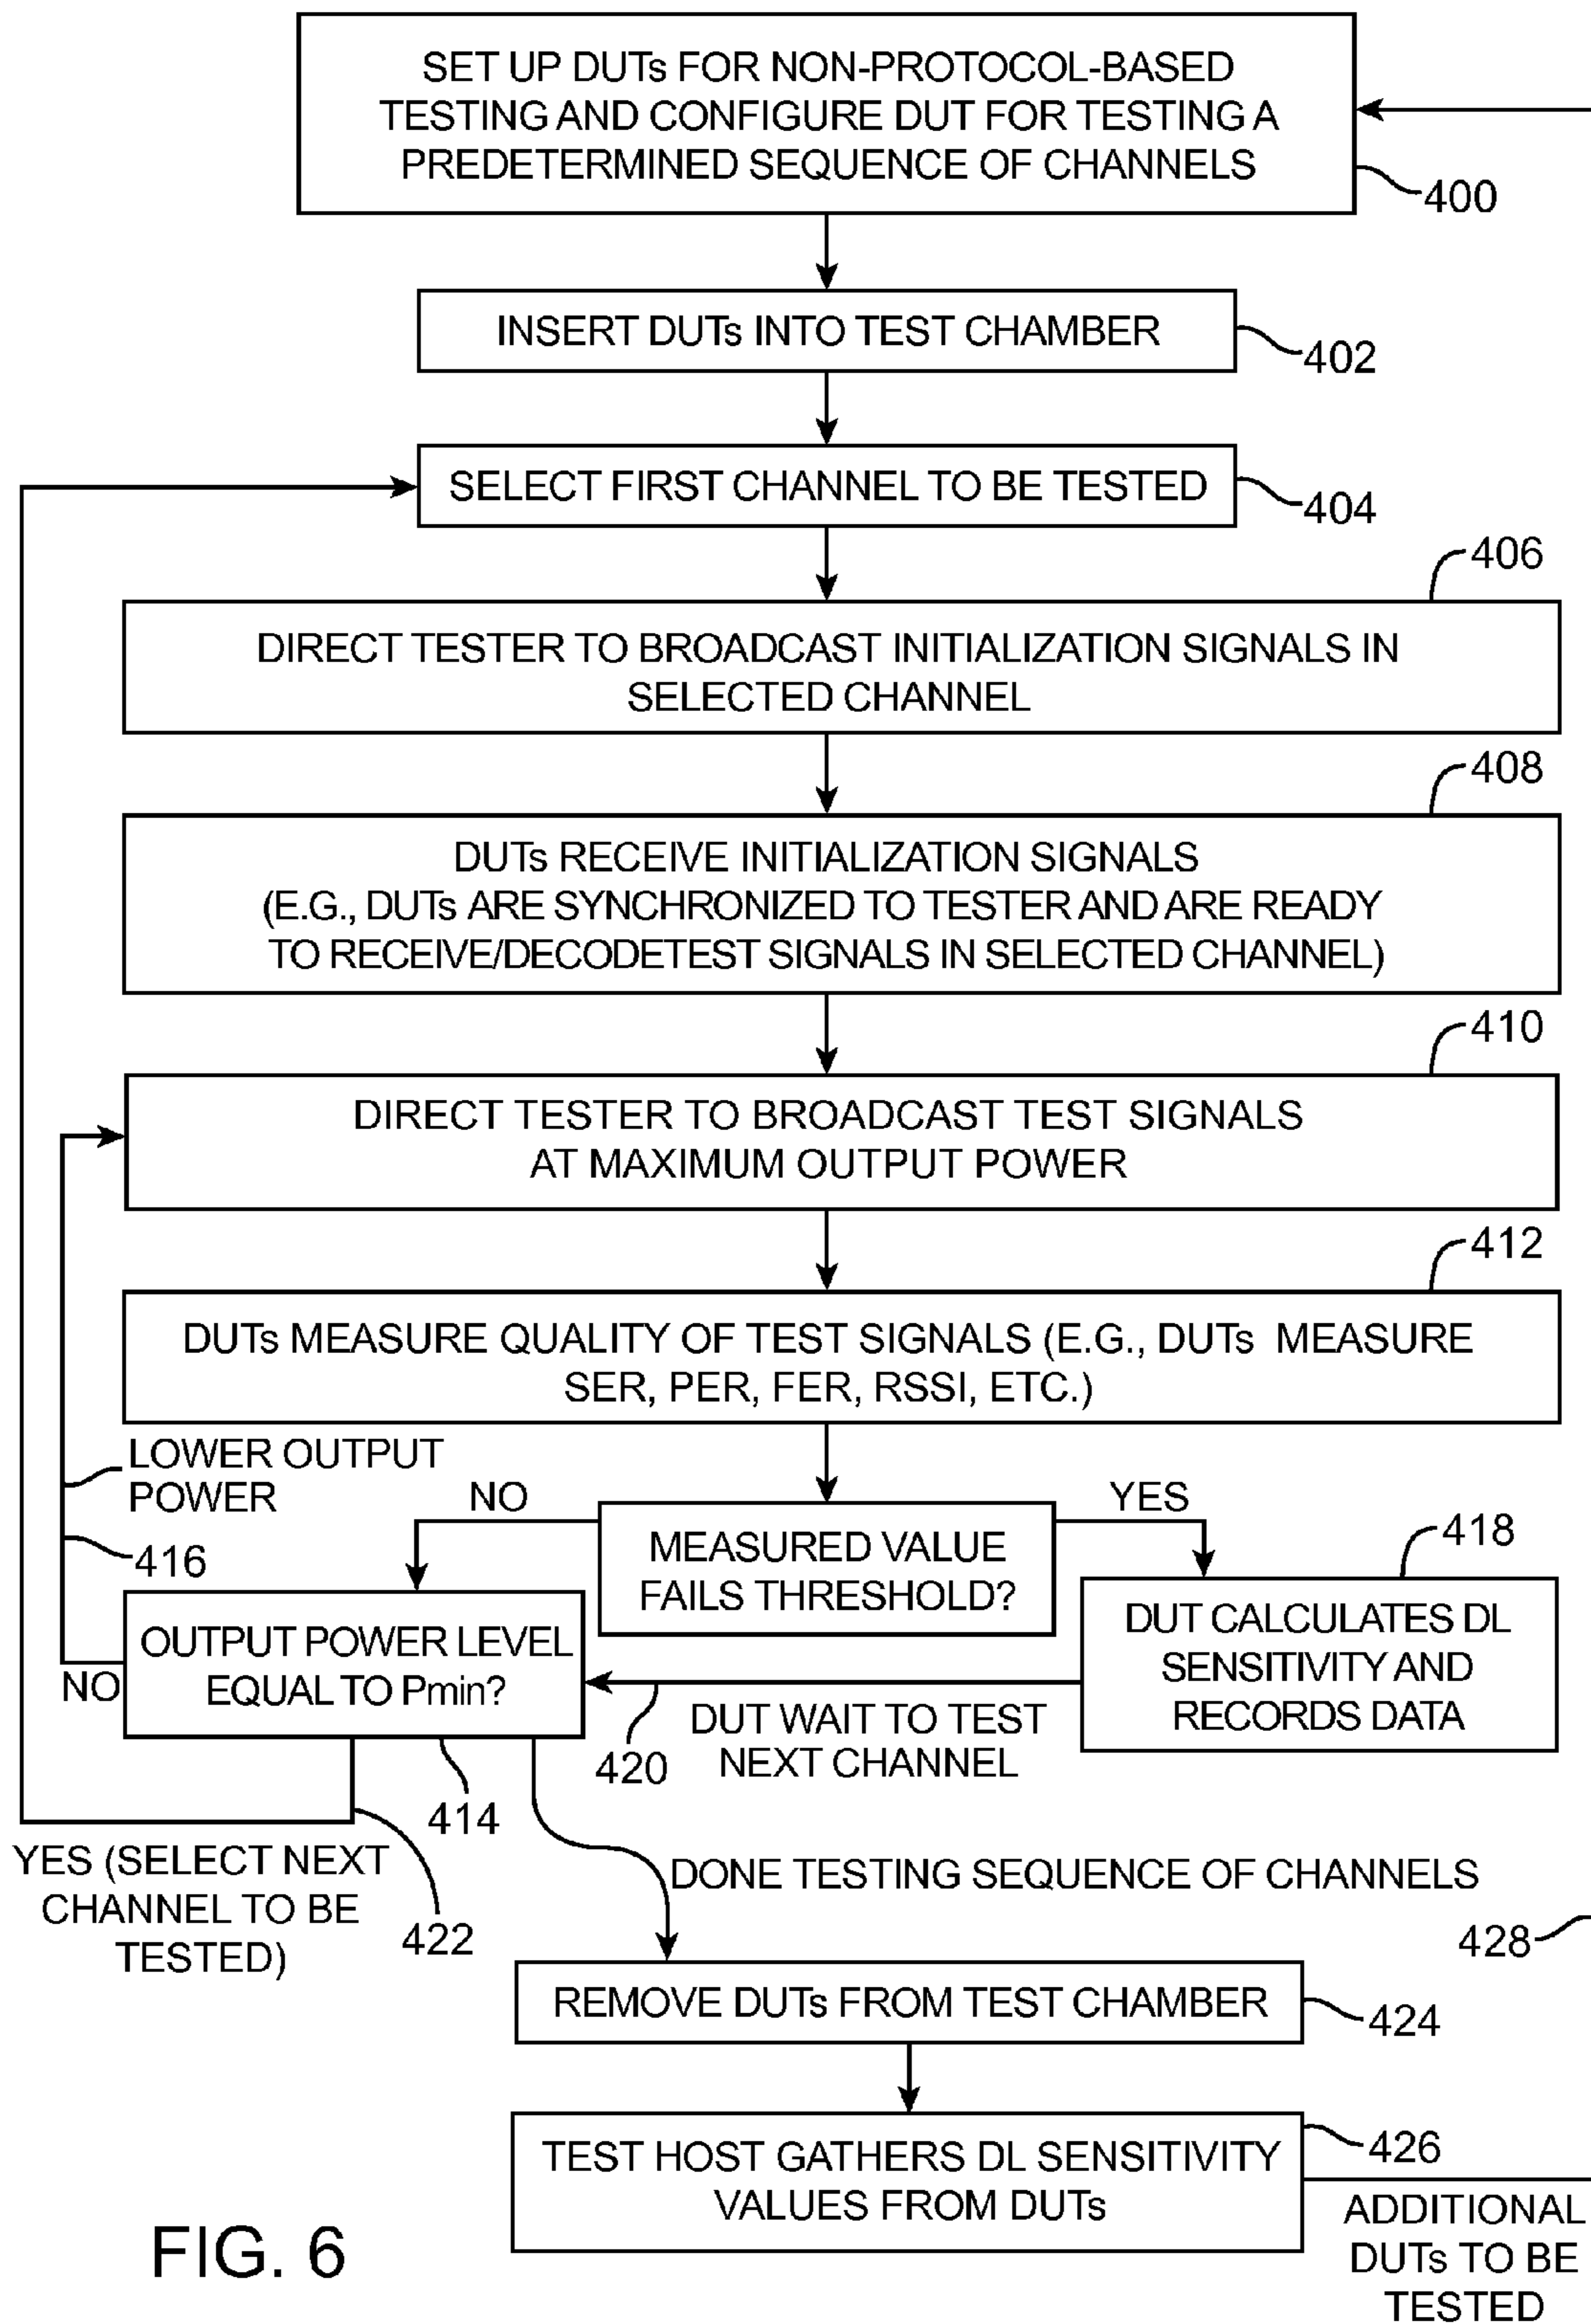 SET UP DUTs FOR NON-PROTOCOL-BASED
TESTING AND CONFIGURE DUT FOR TESTING A
PREDETERMINED SEQUENCE OF CHANNELS
400
INSERT DUTs INTO TEST CHAMBER
402
SELECT FIRST CHANNEL TO BE TESTED
404
406
DIRECT TESTER TO BROADCAST INITIALIZATION SIGNALS IN
SELECTED CHANNEL
408
DUTs RECEIVE INITIALIZATION SIGNALS
(E.G., DUTs ARE SYNCHRONIZED TO TESTER AND ARE READY
TO RECEIVE/DECODETEST SIGNALS IN SELECTED CHANNEL)
410
DIRECT TESTER TO BROADCAST TEST SIGNALS
AT MAXIMUM OUTPUT POWER
412
DUTs MEASURE QUALITY OF TEST SIGNALS (E.G., DUTs MEASURE
SER, PER, FER, RSSI, ETC.)
LOWER OUTPUT
POWER
416
NO
YES
MEASURED VALUE
FAILS THRESHOLD?
418
OUTPUT POWER LEVEL
EQUAL TO Pmin?
NO
DUT CALCULATES DL
SENSITIVITY AND
RECORDS DATA
420
DUT WAIT TO TEST
NEXT CHANNEL
414
YES (SELECT NEXT
CHANNEL TO BE
TESTED)
422
DONE TESTING SEQUENCE OF CHANNELS
428
REMOVE DUTs FROM TEST CHAMBER
424
TEST HOST GATHERS DL SENSITIVITY
VALUES FROM DUTs
426
ADDITIONAL
DUTs TO BE
TESTED
FIG. 6